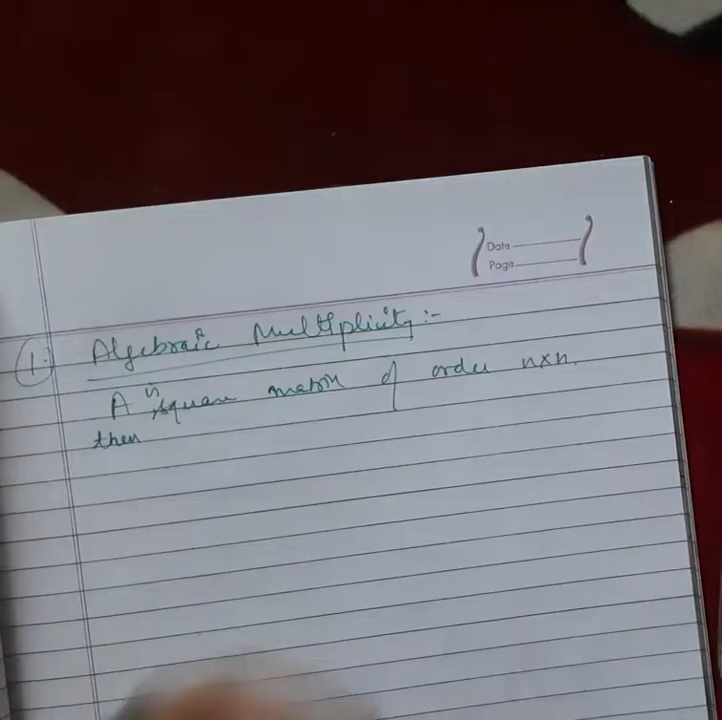 Date
Page
1. Algebraic Multiplicity:-
A is square matrix of order n×n.
then